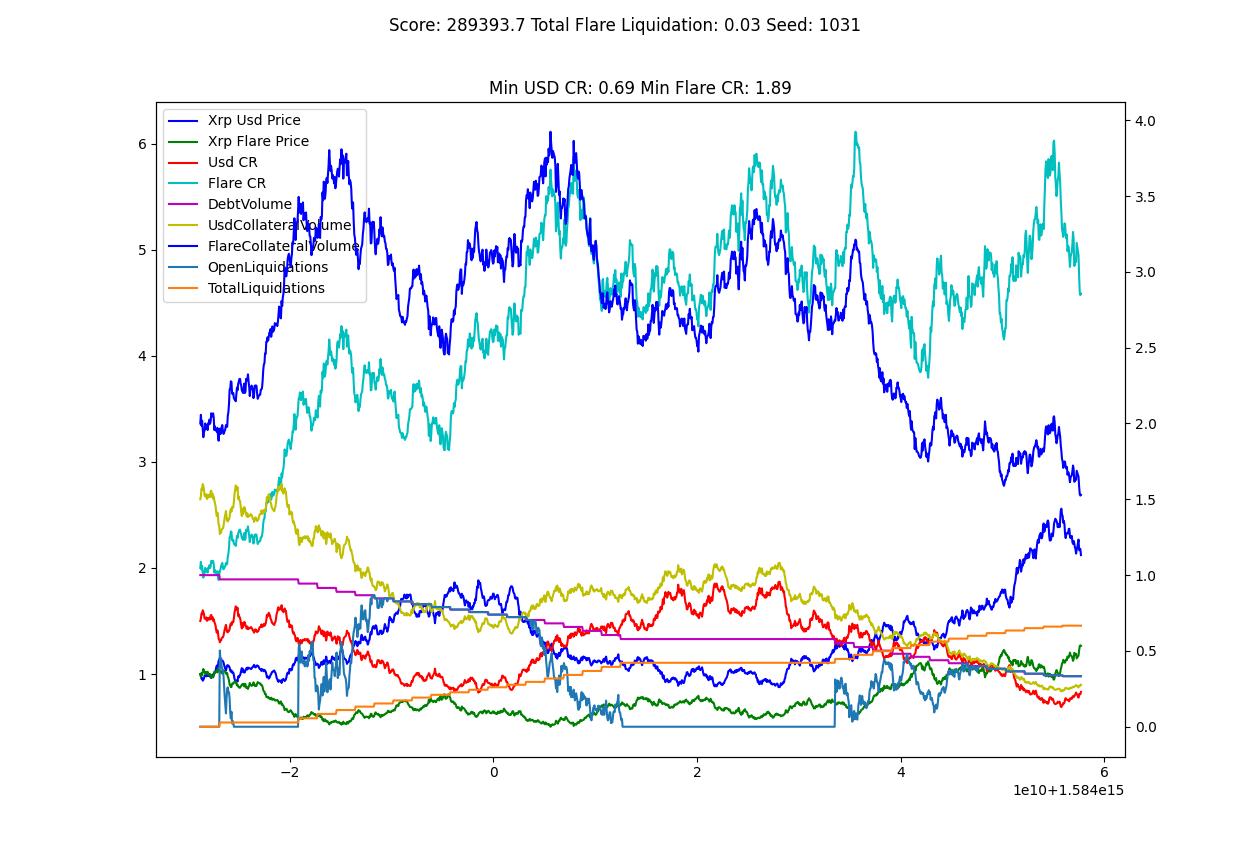 Score: 289393.7 Total Flare Liquidation: 0.03 Seed: 1031
Min USD CR: 0.69 Min Flare CR: 1.89
Xrp Usd Price
Xrp Flare Price
Usd CR
Flare CR
DebtVolume
UsdCollateralVolume
FlareCollateralVolume
OpenLiquidations
TotalLiquidations
6
5
4
3
2
1
4.0
3.5
3.0
2.5
2.0
1.5
1.0
0.5
0.0
−2
0
2
4
6
1e10+1.584e15